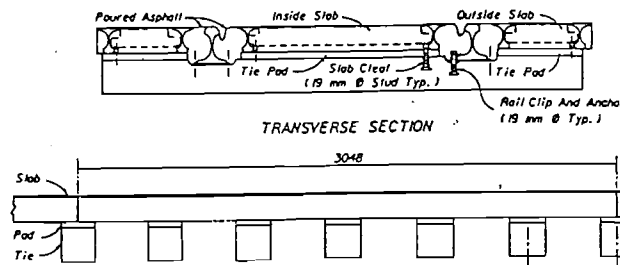 Poured Asphalt
Inside Slab
Outside Slab
Tie Pad
Slab Cleat
(19 mm Ø Stud Typ.)
Tie Pad
Rail Clip And Ancho
(19 mm Ø Typ.)
TRANSVERSE SECTION
3048
Slab
Pad
Tie